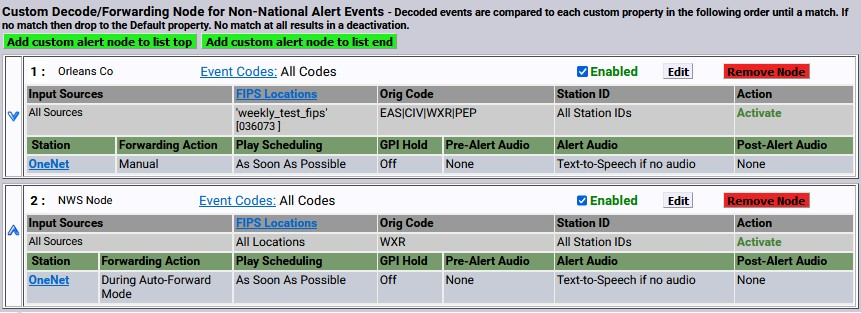 Custom Decode/Forwarding Node for Non-National Alert Events - Decoded events are compared to each custom property in the following order until a match. If
no match then drop to the Default property. No match at all results in a deactivation.
Add custom alert node to list top Add custom alert node to list end
1 : Orleans Co Event Codes: All Codes Enabled Edit Remove Node
Input Sources FIPS Locations Orig Code Station ID Action
All Sources 'weekly_test_fips' EAS|CIV|WXR|PEP All Station IDs Activate
[036073 ]
Station Forwarding Action Play Scheduling GPI Hold Pre-Alert Audio Alert Audio Post-Alert Audio
OneNet Manual As Soon As Possible Off None Text-to-Speech if no audio None
2 : NWS Node Event Codes: All Codes Enabled Edit Remove Node
Input Sources FIPS Locations Orig Code Station ID Action
All Sources All Locations WXR All Station IDs Activate
Station Forwarding Action Play Scheduling GPI Hold Pre-Alert Audio Alert Audio Post-Alert Audio
OneNet During Auto-Forward As Soon As Possible Off None Text-to-Speech if no audio None
Mode